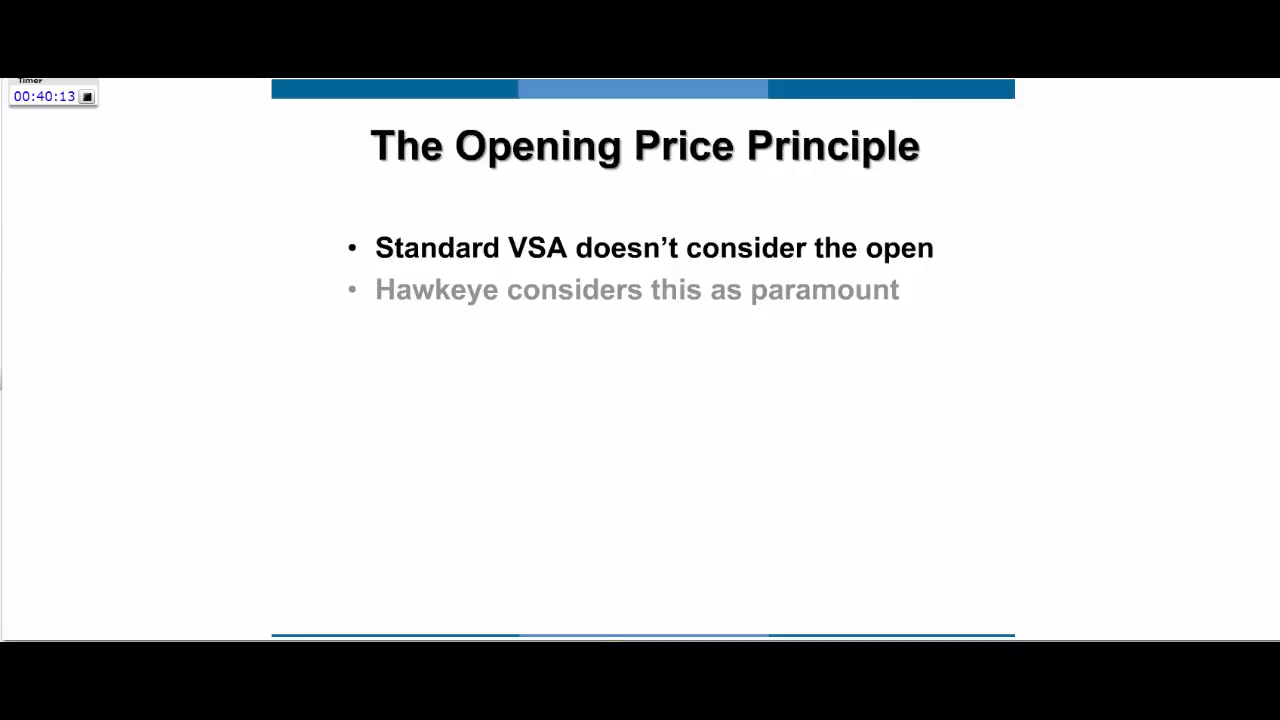 Timer
00:40:13
The Opening Price Principle
• Standard VSA doesn’t consider the open
• Hawkeye considers this as paramount